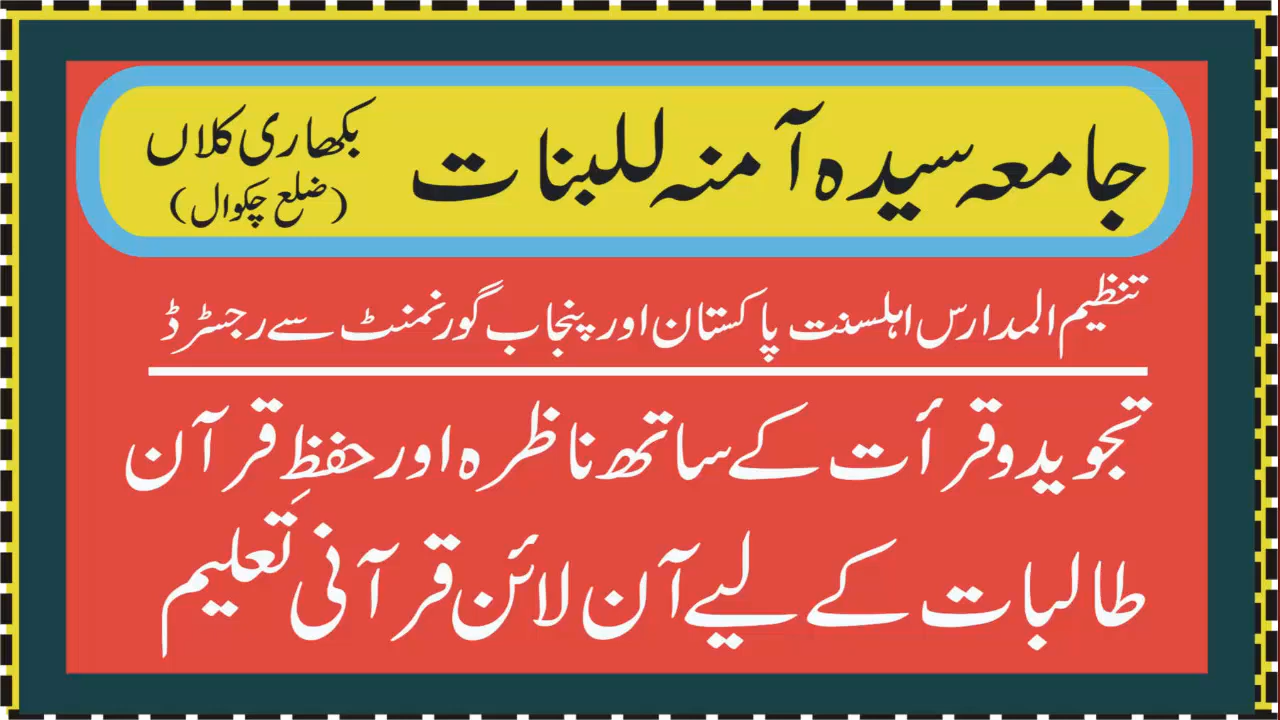 جامعہ سیدہ آمنہ للبنات
بکھاری کلاں
(ضلع چکوال)
تنظیم المدارس اہلسنت پاکستان اور پنجاب گورنمنٹ سے رجسٹرڈ
تجوید و قرأت کے ساتھ ناظرہ اور حفظِ قرآن
طالبات کے لیے آن لائن قرآنی تعلیم